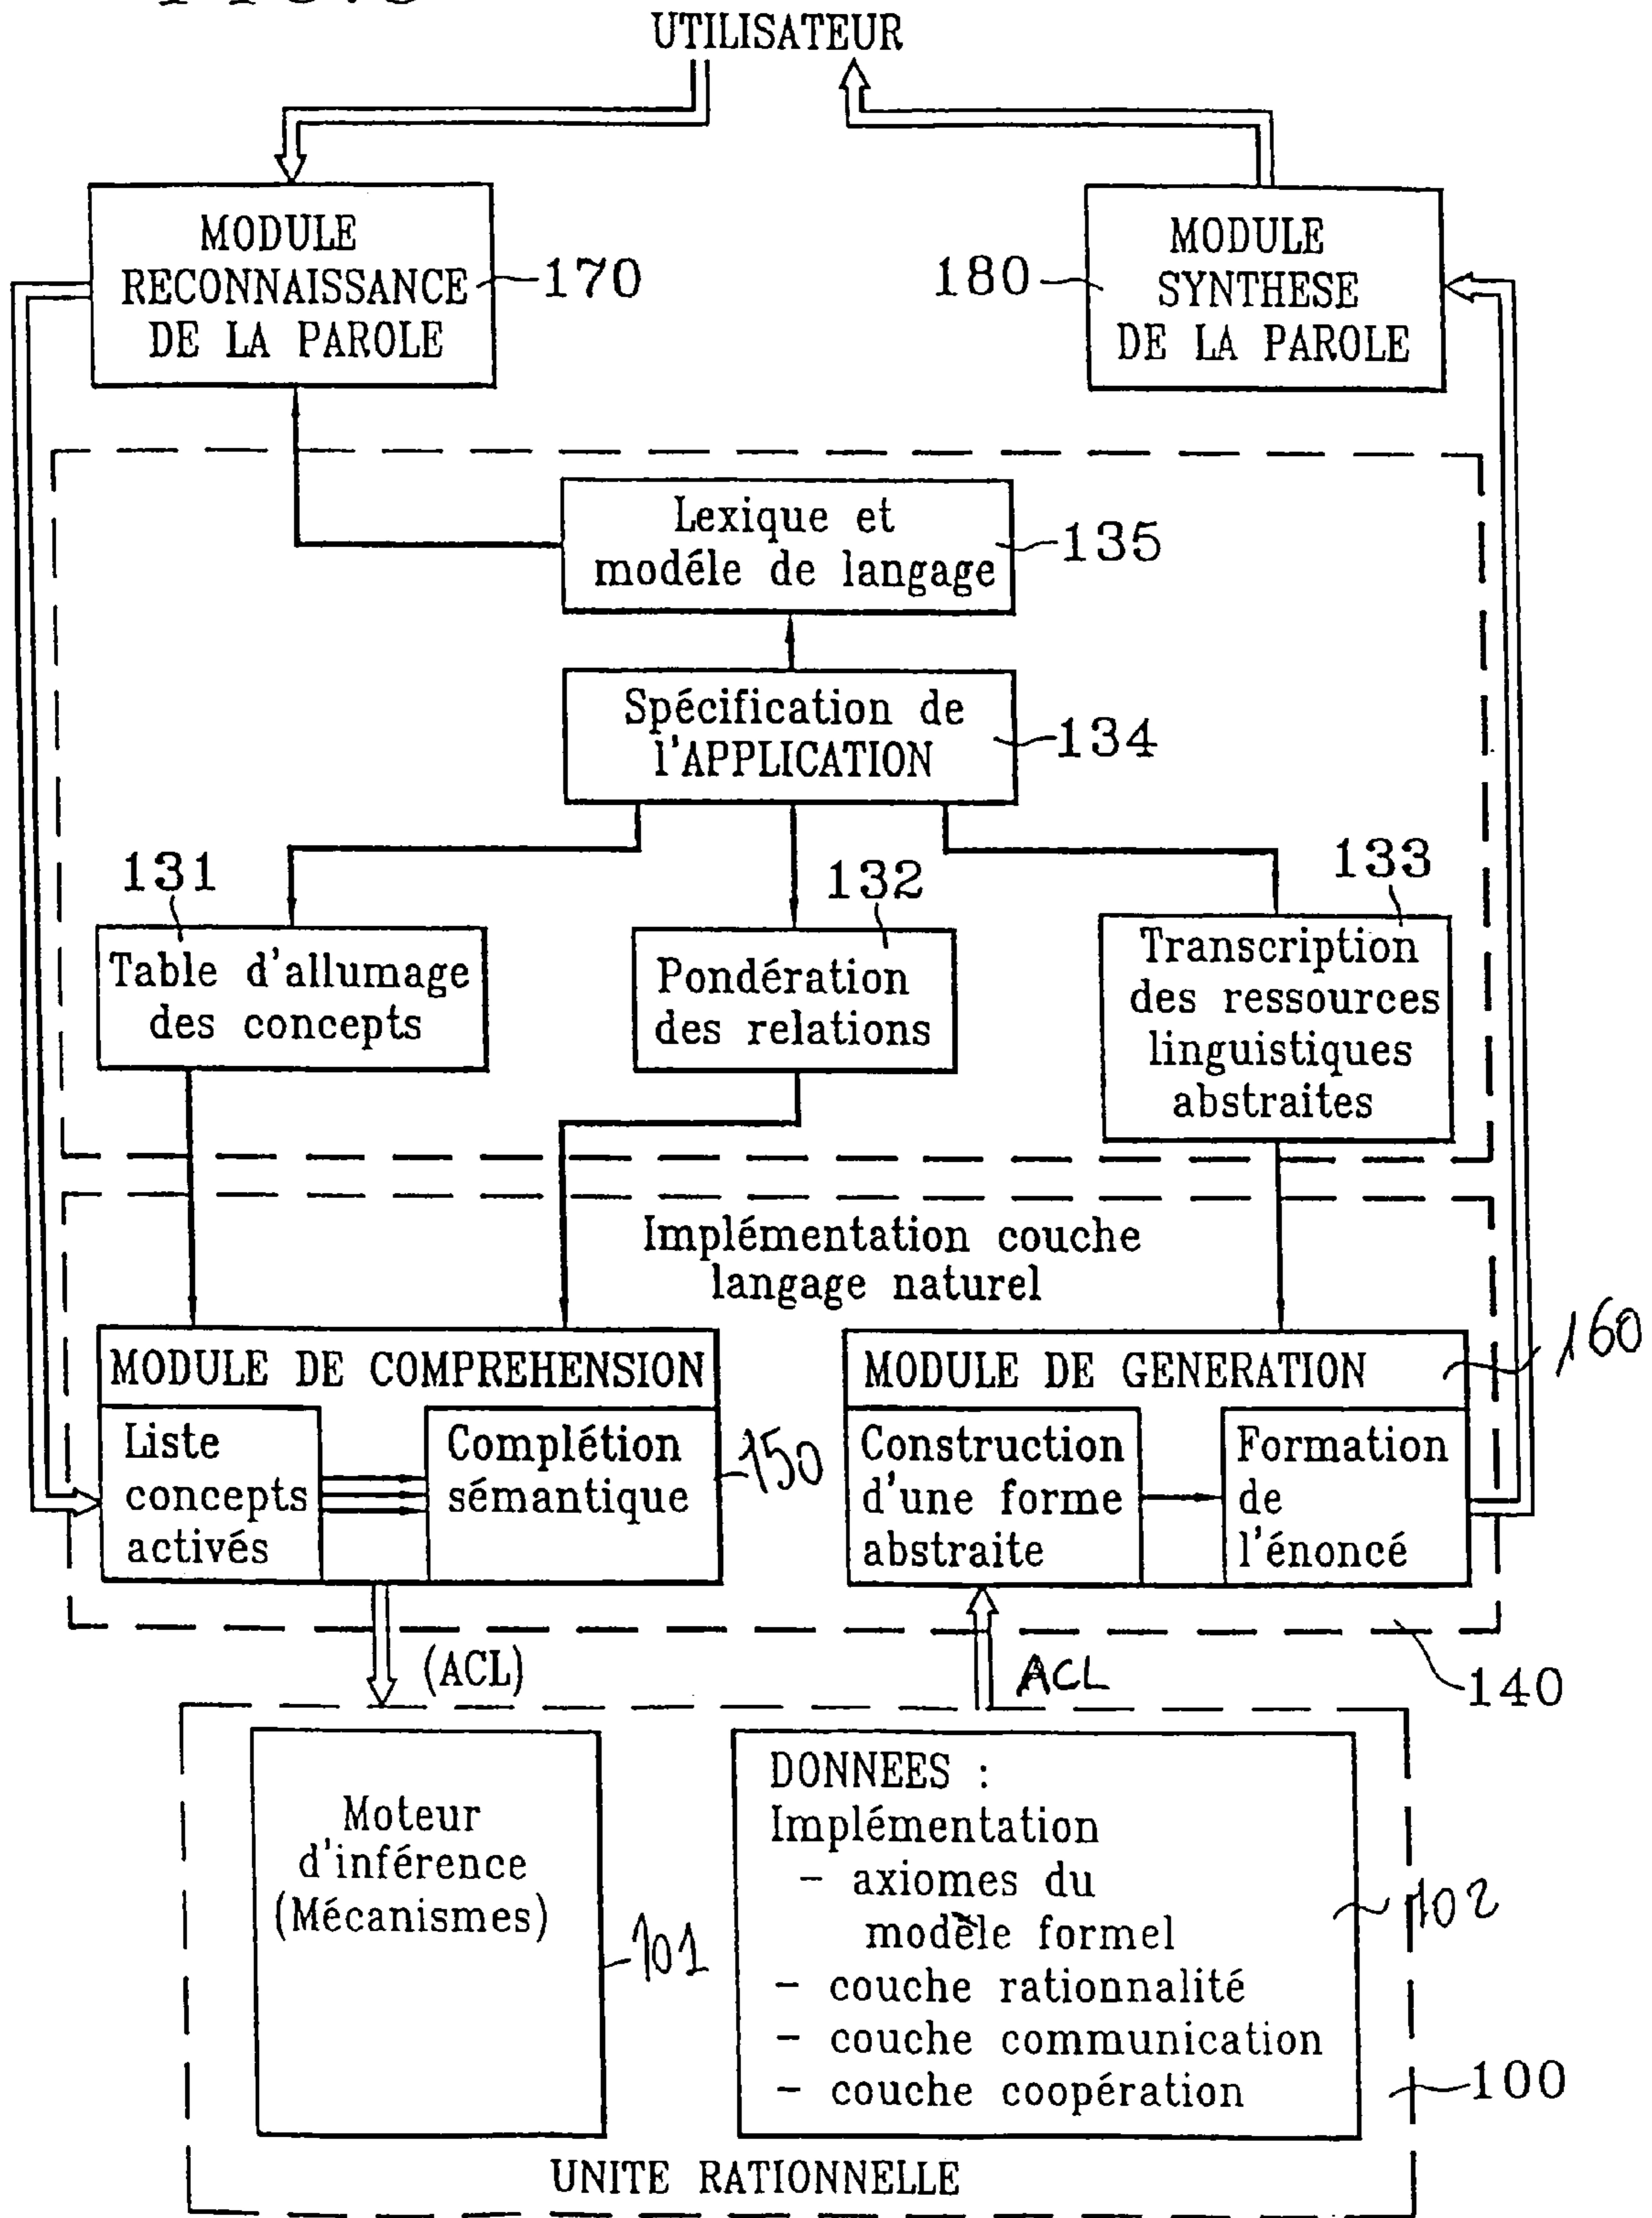 UTILISATEUR
MODULE
RECONNAISSANCE
DE LA PAROLE
170
180
MODULE
SYNTHESE
DE LA PAROLE
Lexique et
modéle de langage
135
Spécification de
l'APPLICATION
134
131
132
133
Table d'allumage
des concepts
Pondération
des relations
Transcription
des ressources
linguistiques
abstraites
Implémentation couche
langage naturel
160
MODULE DE COMPREHENSION
Liste
concepts
activés
Complétion
sémantique
150
MODULE DE GENERATION
Construction
d'une forme
abstraite
Formation
de
l'énoncé
(ACL)
ACL
140
Moteur
d'inférence
(Mécanismes)
101
DONNEES :
Implémentation
- axiomes du
modèle formel
- couche rationnalité
- couche communication
- couche coopération
102
100
UNITE RATIONNELLE